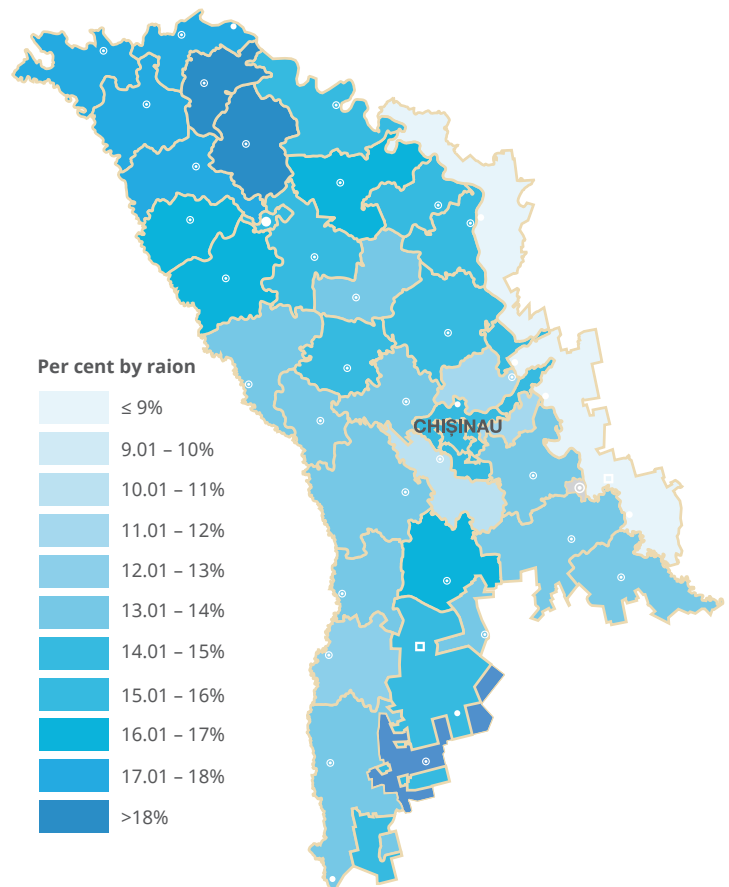 Per cent by raion
≤ 9%
9.01 – 10%
10.01 – 11%
11.01 – 12%
12.01 – 13%
13.01 – 14%
14.01 – 15%
15.01 – 16%
16.01 – 17%
17.01 – 18%
>18%
CHIȘINAU